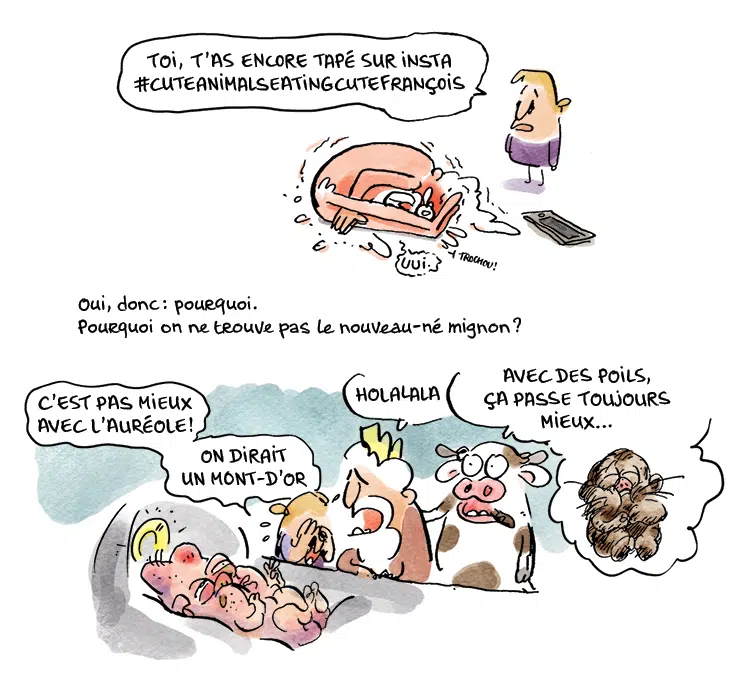 TOI, T'AS ENCORE TAPÉ SUR INSTA
#CUTEANIMALSEATINGCUTEFRANÇOIS
UUI.
TROCHOU!
Oui, donc : pourquoi.
Pourquoi on ne trouve pas le nouveau-né mignon ?
C'EST PAS MIEUX
AVEC L'AURÉOLE!
ON DIRAIT
UN MONT-D'OR
HOLALALA
AVEC DES POILS,
ÇA PASSE TOUJOURS
MIEUX...